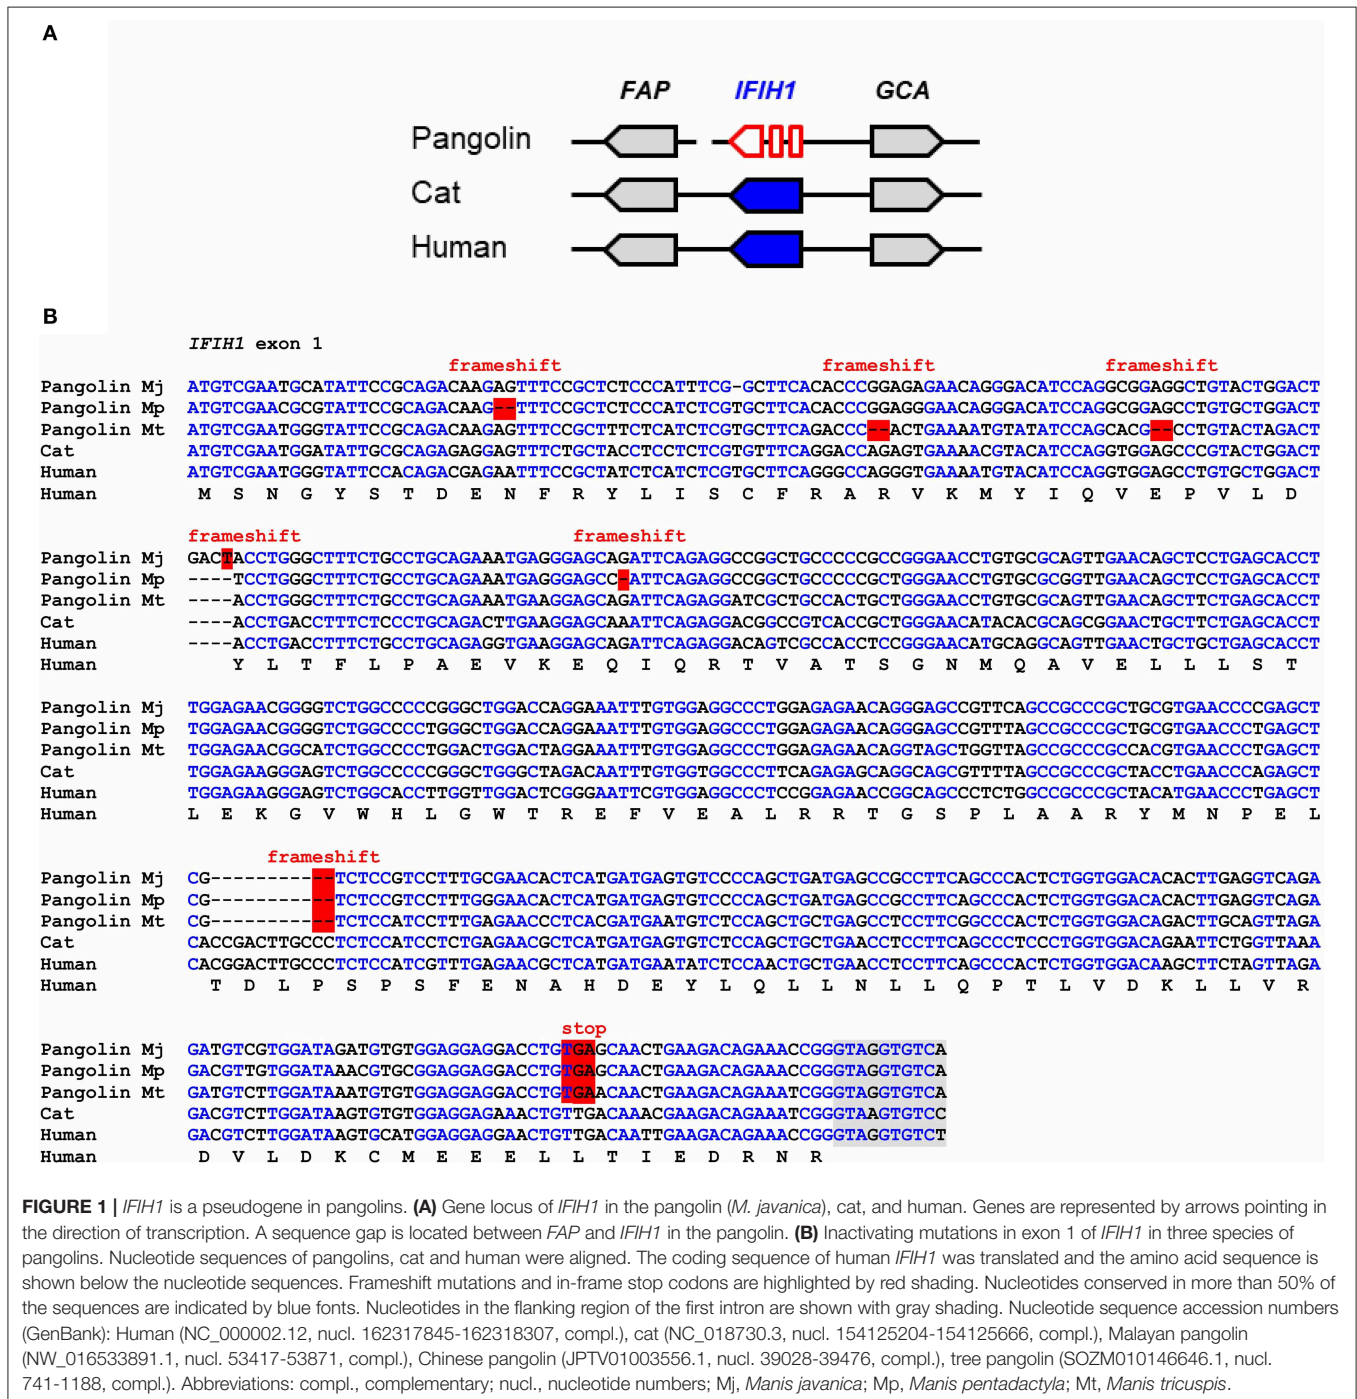 A
FAP IFIH1 GCA
Pangolin
Cat
Human
B
IFIH1 exon 1
frameshift frameshift frameshift
Pangolin Mj ATGTCGAATGCATATTCCGCAGACAAGAGTTTCCGCTCTCCCATTTCG-GCTTCACACCCGGAGAGAACAGGGACATCCAGGCGGAGGCTGTACTGGACT
Pangolin Mp ATGTCGAACGCGTATTCCGCAGACAAG--TTTCCGCTCTCCCATCTCGTGCTTCACACCCGGAGGGAACAGGGACATCCAGGCGGAGCCTGTGCTGGACT
Pangolin Mt ATGTCGAATGGGTATTCCGCAGACAAGAGTTTCCGCTTTCTCATCTCGTGCTTCAGACCC--ACTGAAAATGTATATCCAGCACG--CCTGTACTAGACT
Cat ATGTCGAATGGATATTGCGCAGAGAGGAGTTTCTGCTACCTCCTCTCGTGTTTCAGGACCAGAGTGAAAACGTACATCCAGGTGGAGCCCGTACTGGACT
Human ATGTCGAATGGGTATTCCACAGACGAGAATTTCCGCTATCTCATCTCGTGCTTCAGGGCCAGGGTGAAAATGTACATCCAGGTGGAGCCTGTGCTGGACT
Human M S N G Y S T D E N F R Y L I S C F R A R V K M Y I Q V E P V L D
frameshift frameshift
Pangolin Mj GACTACCTGGGCTTTCTGCCTGCAGAAATGAGGGAGCAGATTCAGAGGCCGGCTGCCCCCGCCGGGAACCTGTGCGCAGTTGAACAGCTCCTGAGCACCT
Pangolin Mp ----TCCTGGGCTTTCTGCCTGCAGAAATGAGGGAGCC-ATTCAGAGGCCGGCTGCCCCCGCTGGGAACCTGTGCGCGGTTGAACAGCTCCTGAGCACCT
Pangolin Mt ----ACCTGGGCTTTCTGCCTGCAGAAATGAAGGAGCAGATTCAGAGGATCGCTGCCACTGCTGGGAACCTGTGCGCAGTTGAACAGCTTCTGAGCACCT
Cat ----ACCTGACCTTTCTCCCTGCAGACTTGAAGGAGCAAATTCAGAGGACGGCCGTCACCGCTGGGAACATACACGCAGCGGAACTGCTTCTGAGCACCT
Human ----ACCTGACCTTTCTGCCTGCAGAGGTGAAGGAGCAGATTCAGAGGACAGTCGCCACCTCCGGGAACATGCAGGCAGTTGAACTGCTGCTGAGCACCT
Human Y L T F L P A E V K E Q I Q R T V A T S G N M Q A V E L L L S T
Pangolin Mj TGGAGAACGGGGTCTGGCCCCCGGGCTGGACCAGGAAATTTGTGGAGGCCCTGGAGAGAACAGGGAGCCGTTCAGCCGCCCGCTGCGTGAACCCCGAGCT
Pangolin Mp TGGAGAACGGGGTCTGGCCCCTGGGCTGGACCAGGAAATTTGTGGAGGCCCTGGAGAGAACAGGGAGCCGTTTAGCCGCCCGCTGCGTGAACCCTGAGCT
Pangolin Mt TGGAGAACGGCATCTGGCCCCTGGACTGGACTAGGAAATTTGTGGAGGCCCTGGAGAGAACAGGTAGCTGGTTAGCCGCCCGCCACGTGAACCCTGAGCT
Cat TGGAGAAGGGAGTCTGGCCCCCGGGCTGGGCTAGACAATTTGTGGTGGCCCTTCAGAGAGCAGGCAGCGTTTTAGCCGCCCGCTACCTGAACCCAGAGCT
Human TGGAGAAGGGAGTCTGGCACCTTGGTTGGACTCGGGAATTCGTGGAGGCCCTCCGGAGAACCGGCAGCCCTCTGGCCGCCCGCTACATGAACCCTGAGCT
Human L E K G V W H L G W T R E F V E A L R R T G S P L A A R Y M N P E L
frameshift
Pangolin Mj CG-----------TCTCCGTCCTTTGCGAACACTCATGATGAGTGTCCCCAGCTGATGAGCCGCCTTCAGCCCACTCTGGTGGACACACTTGAGGTCAGA
Pangolin Mp CG-----------TCTCCGTCCTTTGGGAACACTCATGATGAGTGTCCCCAGCTGATGAGCCGCCTTCAGCCCACTCTGGTGGACACACTTGAGGTCAGA
Pangolin Mt CG-----------TCTCCATCCTTTGAGAACCCTCACGATGAATGTCTCCAGCTGCTGAGCCTCCTTCGGCCCACTCTGGTGGACAGACTTGCAGTTAGA
Cat CACCGACTTGCCCTCTCCATCCTCTGAGAACGCTCATGATGAGTGTCTCCAGCTGCTGAACCTCCTTCAGCCCTCCCTGGTGGACAGAATTCTGGTTAAA
Human CACGGACTTGCCCTCTCCATCGTTTGAGAACGCTCATGATGAATATCTCCAACTGCTGAACCTCCTTCAGCCCACTCTGGTGGACAAGCTTCTAGTTAGA
Human T D L P S P S F E N A H D E Y L Q L L N L L Q P T L V D K L L V R
stop
Pangolin Mj GATGTCGTGGATAGATGTGTGGAGGAGGACCTGTGAGCAACTGAAGACAGAAACCGGGTAGGTGTCA
Pangolin Mp GACGTTGTGGATAAACGTGCGGAGGAGGACCTGTGAGCAACTGAAGACAGAAACCGGGTAGGTGTCA
Pangolin Mt GATGTCTTGGATAAATGTGTGGAGGAGGACCTGTGAACAACTGAAGACAGAAATCGGGTAGGTGTCA
Cat GACGTCTTGGATAAGTGTGTGGAGGAGAAACTGTTGACAAACGAAGACAGAAATCGGGTAAGTGTCC
Human GACGTCTTGGATAAGTGCATGGAGGAGGAACTGTTGACAATTGAAGACAGAAACCGGGTAGGTGTCT
Human D V L D K C M E E E L L T I E D R N R
FIGURE 1 | IFIH1 is a pseudogene in pangolins. (A) Gene locus of IFIH1 in the pangolin (M. javanica), cat, and human. Genes are represented by arrows pointing in
the direction of transcription. A sequence gap is located between FAP and IFIH1 in the pangolin. (B) Inactivating mutations in exon 1 of IFIH1 in three species of
pangolins. Nucleotide sequences of pangolins, cat and human were aligned. The coding sequence of human IFIH1 was translated and the amino acid sequence is
shown below the nucleotide sequences. Frameshift mutations and in-frame stop codons are highlighted by red shading. Nucleotides conserved in more than 50% of
the sequences are indicated by blue fonts. Nucleotides in the flanking region of the first intron are shown with gray shading. Nucleotide sequence accession numbers
(GenBank): Human (NC_000002.12, nucl. 162317845-162318307, compl.), cat (NC_018730.3, nucl. 154125204-154125666, compl.), Malayan pangolin
(NW_016533891.1, nucl. 53417-53871, compl.), Chinese pangolin (JPTV01003556.1, nucl. 39028-39476, compl.), tree pangolin (SOZM010146646.1, nucl.
741-1188, compl.). Abbreviations: compl., complementary; nucl., nucleotide numbers; Mj, Manis javanica; Mp, Manis pentadactyla; Mt, Manis tricuspis.